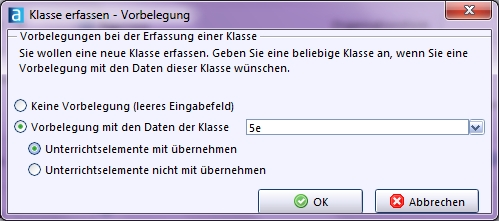 Klasse erfassen - Vorbelegung
Vorbelegungen bei der Erfassung einer Klasse
Sie wollen eine neue Klasse erfassen. Geben Sie eine beliebige Klasse an, wenn Sie eine
Vorbelegung mit den Daten dieser Klasse wünschen.
Keine Vorbelegung (leeres Eingabefeld)
Vorbelegung mit den Daten der Klasse 5e
Unterrichtselemente mit übernehmen
Unterrichtselemente nicht mit übernehmen
OK Abbrechen